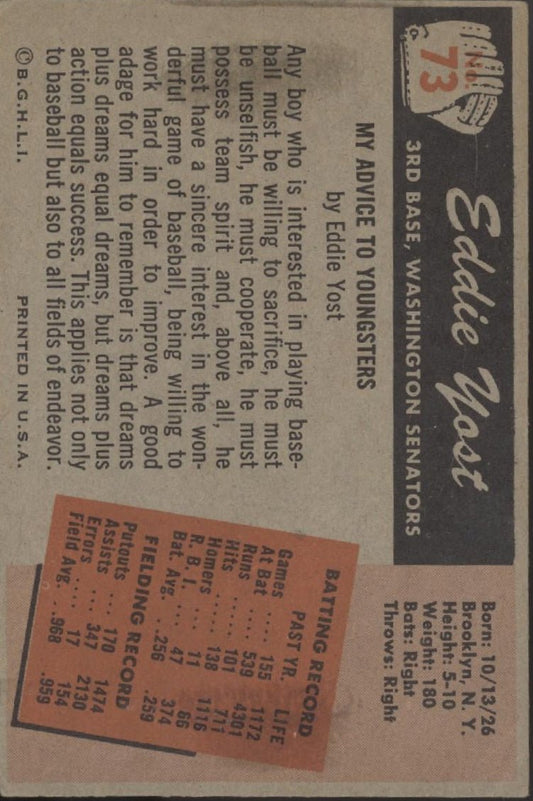 No.
73
Eddie Yost
3RD BASE, WASHINGTON SENATORS
Born: 10/13/26
Brooklyn, N. Y.
Height: 5-10
Weight: 180
Bats: Right
Throws: Right
MY ADVICE TO YOUNGSTERS
by Eddie Yost
Any boy who is interested in playing base-
ball must be willing to sacrifice, he must
be unselfish, he must cooperate, he must
possess team spirit and, above all, he
must have a sincere interest in the won-
derful game of baseball, being willing to
work hard in order to improve. A good
adage for him to remember is that dreams
plus dreams equal dreams, but dreams plus
action equals success. This applies not only
to baseball but also to all fields of endeavor.
BATTING RECORD
PAST YR. LIFE
Games .... 155 1172
At Bat .... 539 4301
Runs ..... 101 711
Hits ...... 138 1116
Homers ... 11 66
R. B. I. .... 47 374
Bat. Avg. .. .256 .259
FIELDING RECORD
Putouts ... 170 1474
Assists .... 347 2130
Errors .... 17 154
Field Avg. .. .968 .959
©B.G.H.L.I. PRINTED IN U.S.A.